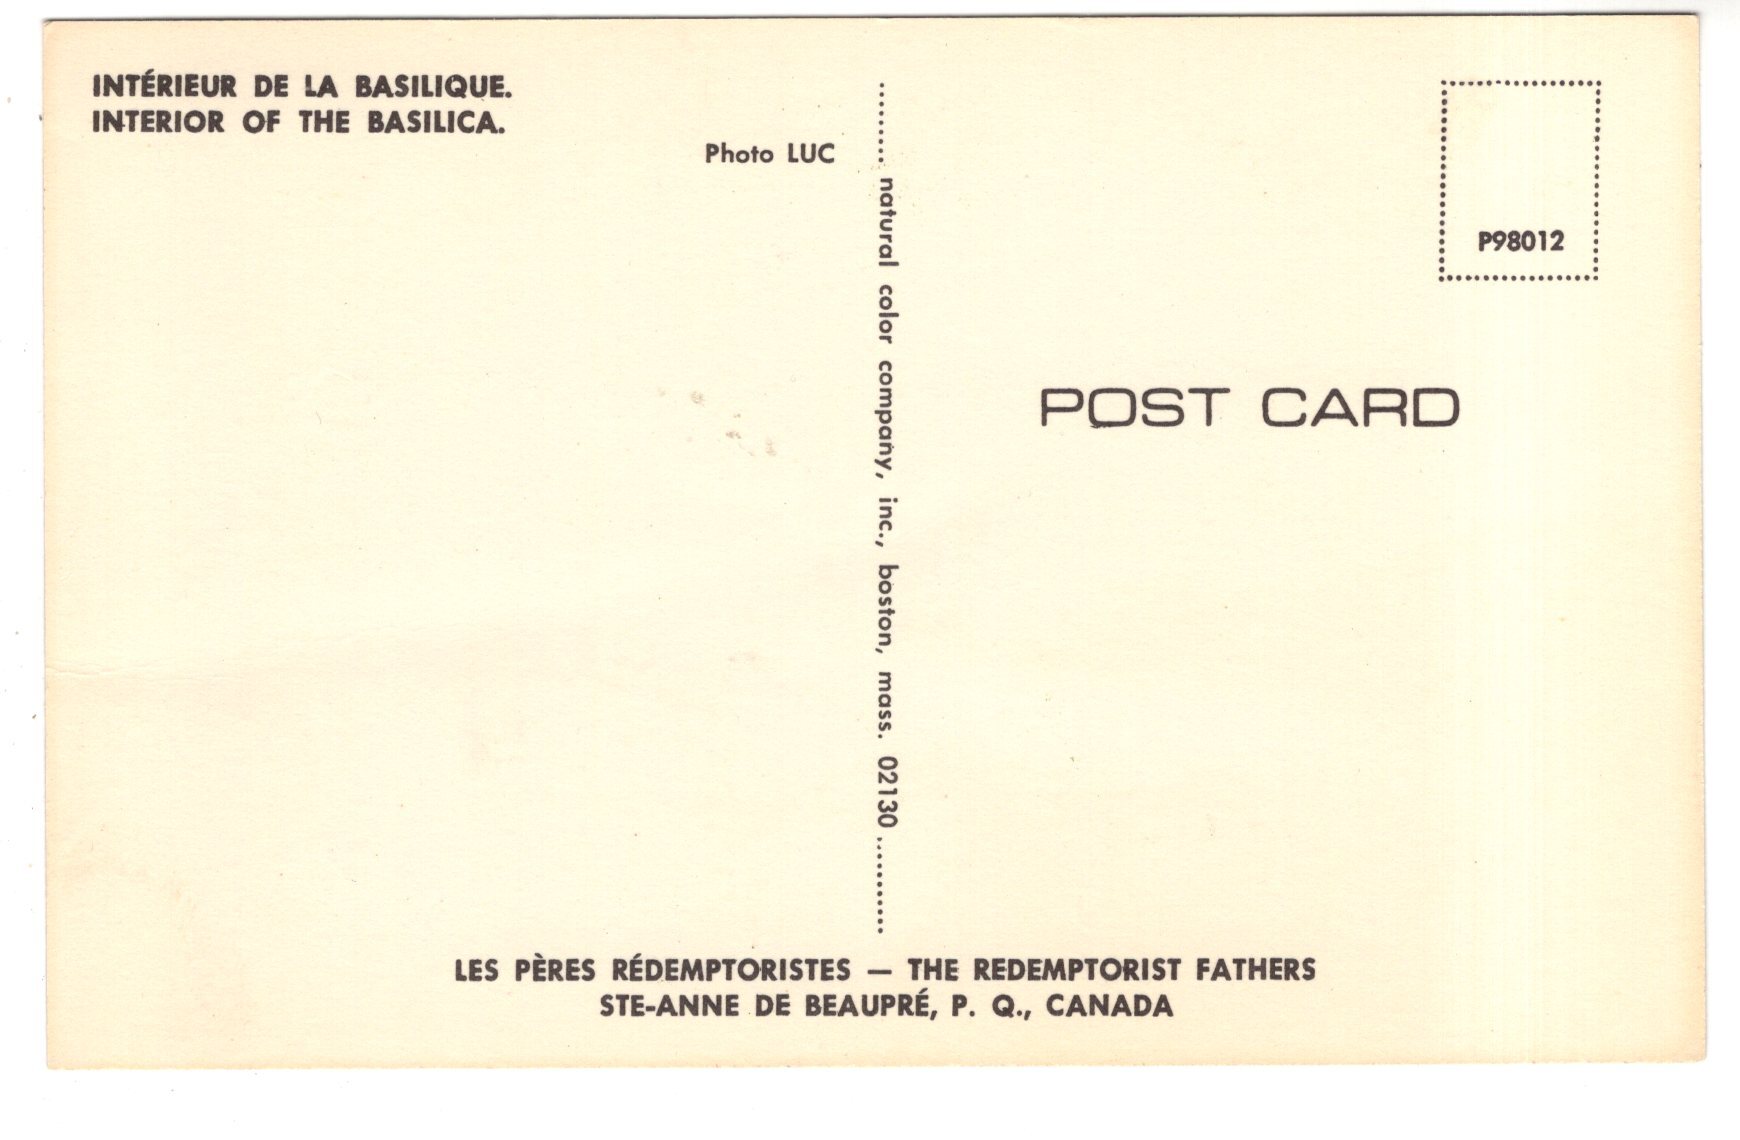 INTÉRIEUR DE LA BASILIQUE.
INTERIOR OF THE BASILICA.
Photo LUC
natural color company, inc., boston, mass. 02130
P98012
POST CARD
LES PÈRES RÉDEMPTORISTES — THE REDEMPTORIST FATHERS
STE-ANNE DE BEAUPRÉ, P. Q., CANADA